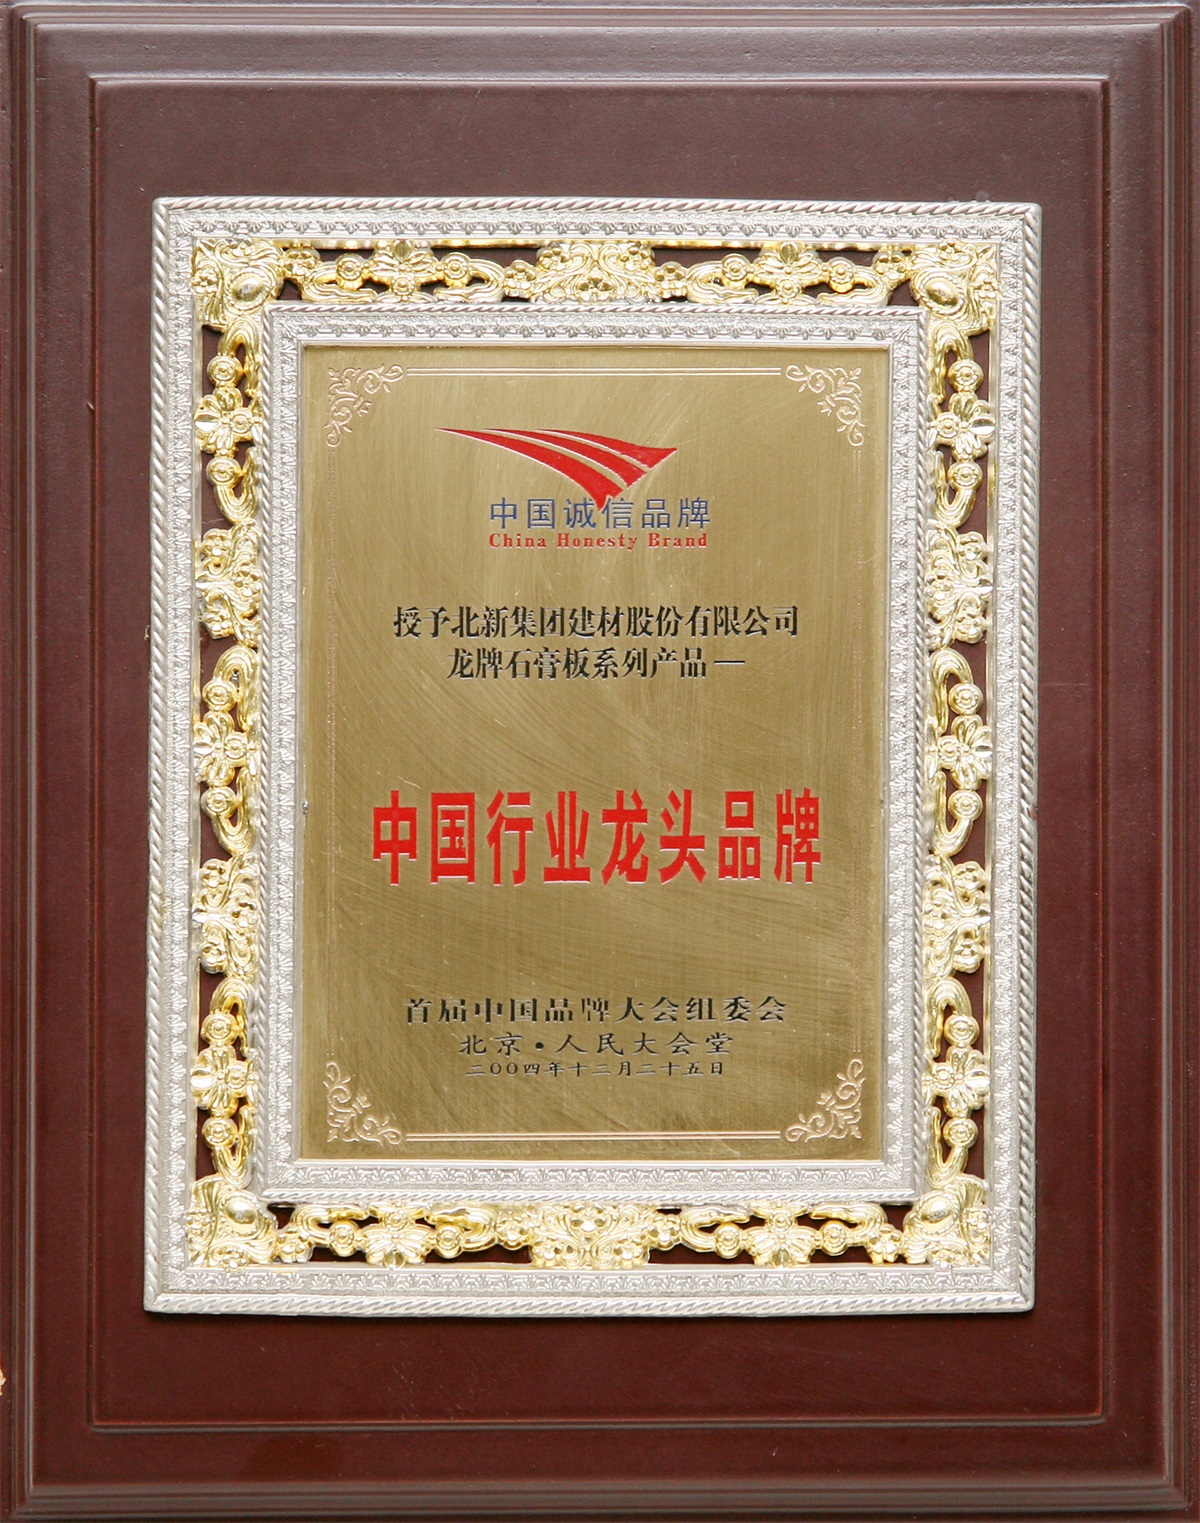 中国诚信品牌
China Honesty Brand
授予北新集团建材股份有限公司
龙牌石膏板系列产品—
中国行业龙头品牌
首届中国品牌大会组委会
北京·人民大会堂
二00四年十二月二十五日